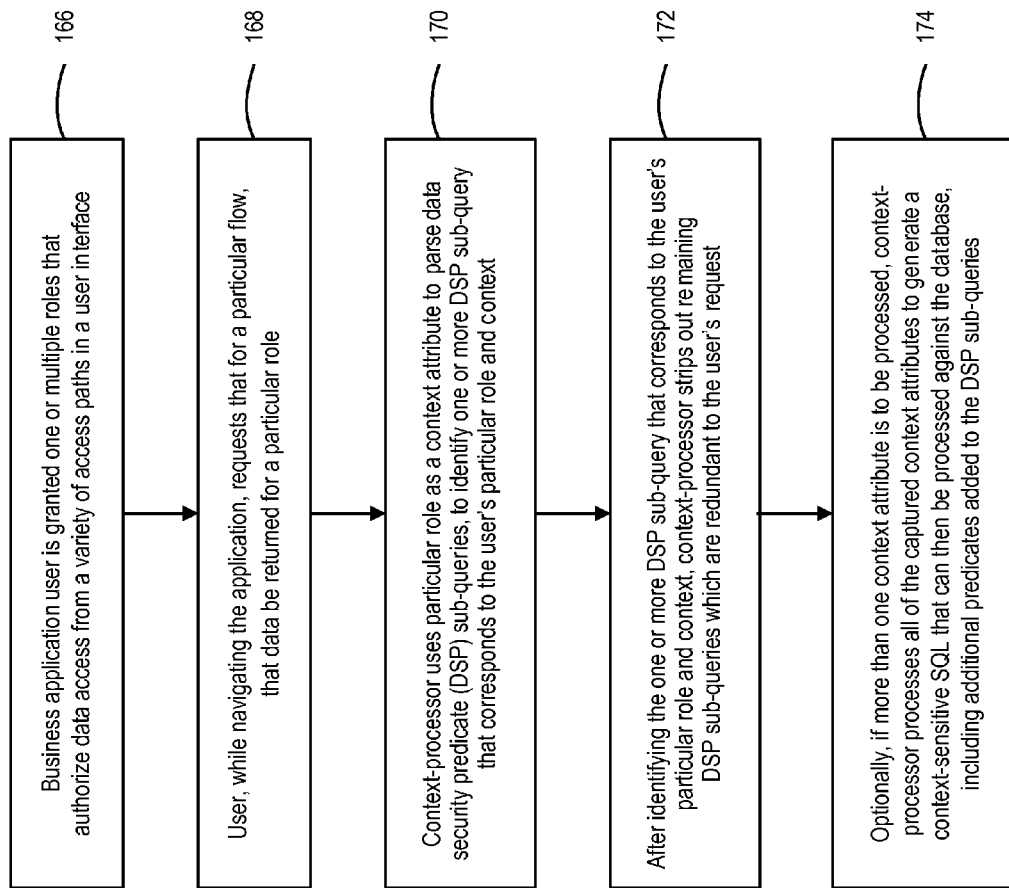 Business application user is granted one or multiple roles that
authorize data access from a variety of access paths in a user interface
166
User, while navigating the application, requests that for a particular flow,
that data be returned for a particular role
168
Context-processor uses particular role as a context attribute to parse data
security predicate (DSP) sub-queries, to identify one or more DSP sub-query
that corresponds to the user's particular role and context
170
After identifying the one or more DSP sub-query that corresponds to the user's
particular role and context, context-processor strips out remaining
DSP sub-queries which are redundant to the user's request
172
Optionally, if more than one context attribute is to be processed, context-
processor processes all of the captured context attributes to generate a
context-sensitive SQL that can then be processed against the database,
including additional predicates added to the DSP sub-queries
174